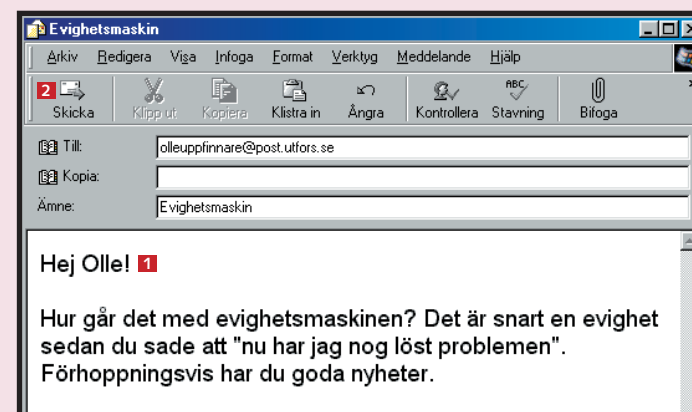 Evighetsmaskin
Arkiv Redigera Visa Infoga Format Verktyg Meddelande Hjälp
2
ABC
Skicka Klipp ut Kopiera Klistra in Ångra Kontrollera Stavning Bifoga
Till: olleuppfinnare@post.utfors.se
Kopia:
Ämne: Evighetsmaskin
Hej Olle! 1
Hur går det med evighetsmaskinen? Det är snart en evighet
sedan du sade att "nu har jag nog löst problemen".
Förhoppningsvis har du goda nyheter.